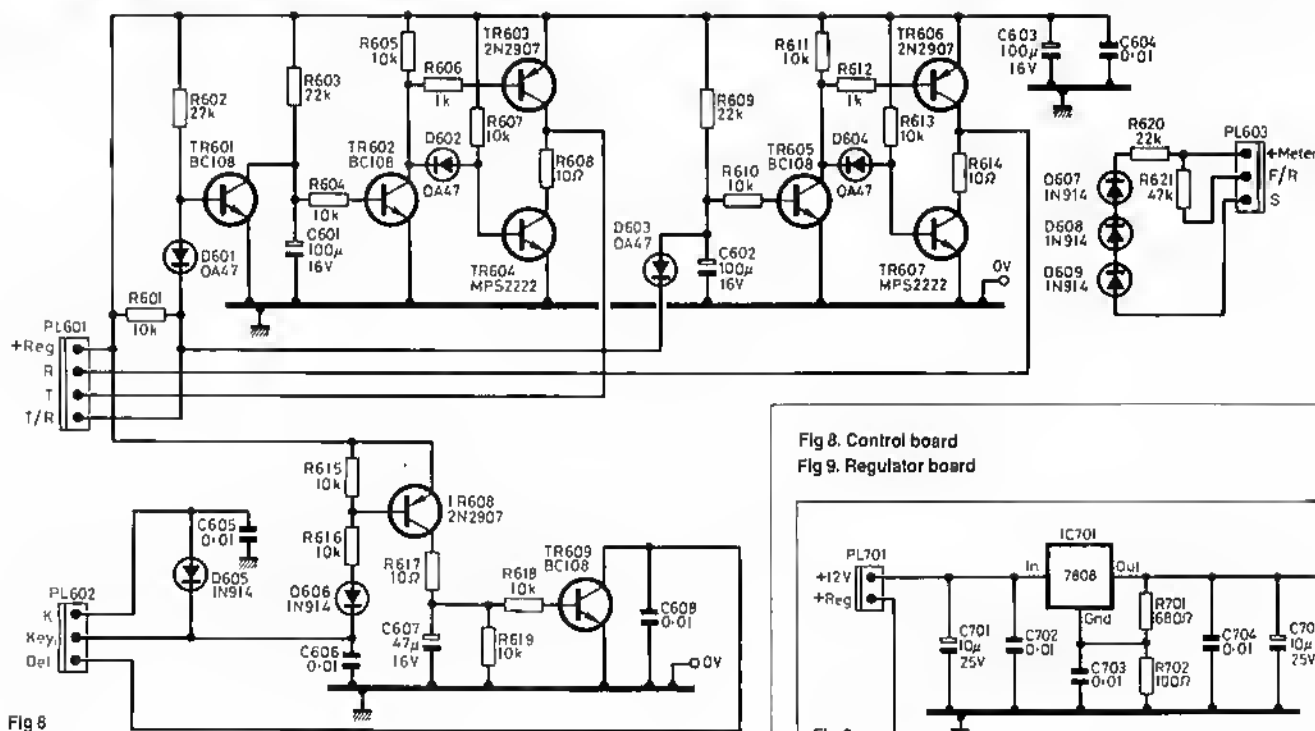 R605
10k
TR603
2N2907
R606
1k
R603
22k
R602
27k
R607
10k
TR601
BC108
TR602
BC108
D602
OA47
R608
10Ω
R604
10k
C601
100µ
16V
D601
OA47
TR604
MPS2222
R601
10k
PL601
+Reg
R
T
T/R
R611
10k
TR606
2N2907
R612
1k
R609
22k
R613
10k
TR605
BC108
D604
OA47
R614
10Ω
R610
10k
D603
OA47
C602
100µ
16V
TR607
MPS2222
0V
C603
100µ
16V
C604
0·01
R620
22k
PL603
+Meter
F/R
S
R621
47k
D607
1N914
D608
1N914
D609
1N914
R615
10k
TR608
2N2907
R616
10k
C605
0·01
D605
1N914
PL602
K
Key
Del
D606
1N914
C606
0·01
R617
10Ω
C607
47µ
16V
R618
10k
R619
10k
TR609
BC108
C608
0·01
0V
Fig 8
Fig 8. Control board
Fig 9. Regulator board
PL701
+12V
+Reg
IC701
7808
In
Out
Gnd
C701
10µ
25V
C702
0·01
C703
0·01
R701
680Ω
R702
100Ω
C704
0·01
10µ
25V